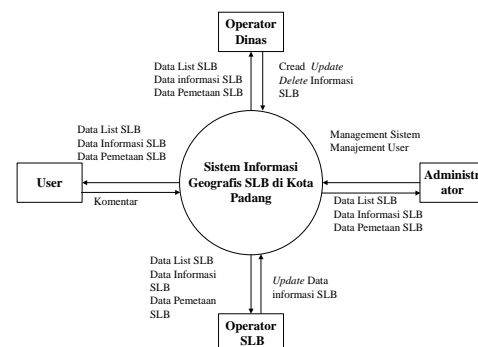 Operator
Dinas
Data List SLB
Data informasi SLB
Data Pemetaan SLB
Cread Update
Delete Informasi
SLB
Data List SLB
Data Informasi SLB
Data Pemetaan SLB
Management Sistem
Manajement User
User
Sistem Informasi
Geografis SLB di Kota
Padang
Administr
ator
Komentar
Data List SLB
Data Informasi SLB
Data Pemetaan SLB
Data List SLB
Data Informasi
SLB
Data Pemetaan
SLB
Update Data
informasi SLB
Operator
SLB